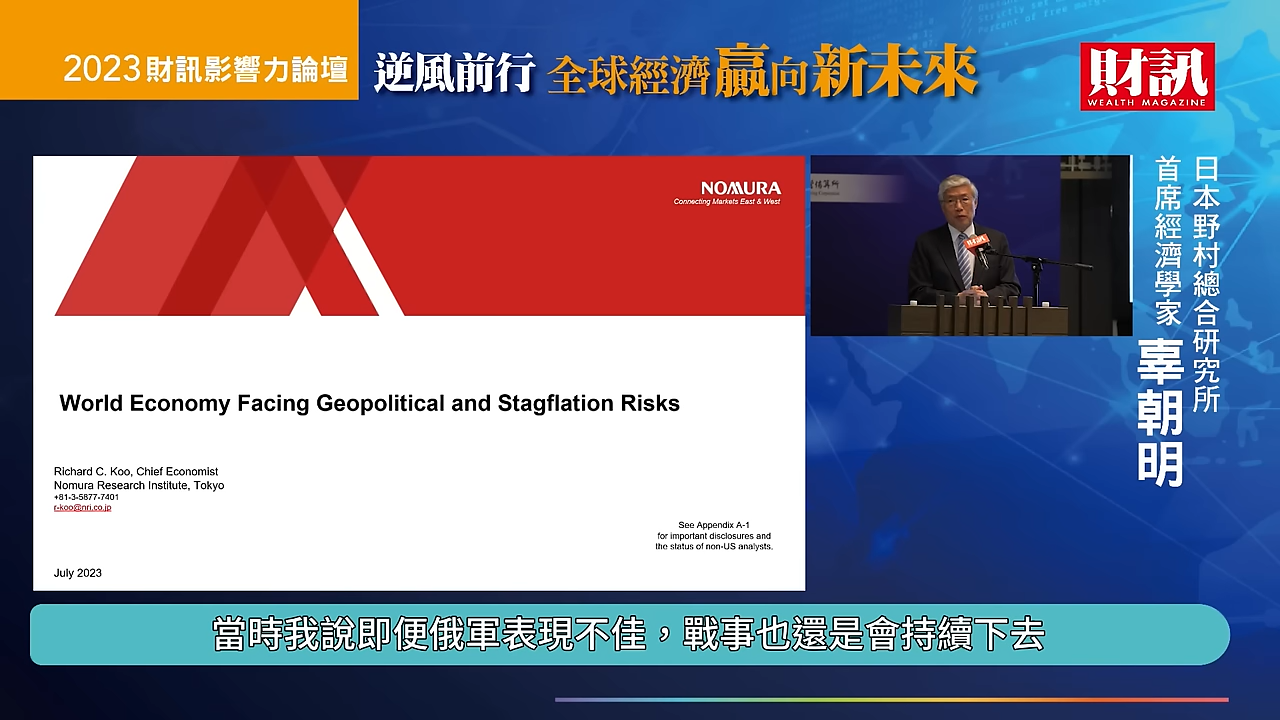 2023財訊影響力論壇
逆風前行 全球經濟贏向新未來
財訊
WEALTH MAGAZINE
NOMURA
Connecting Markets East & West
World Economy Facing Geopolitical and Stagflation Risks
Richard C. Koo, Chief Economist
Nomura Research Institute, Tokyo
+81-3-5877-7401
r-koo@nri.co.jp
See Appendix A-1
for important disclosures and
the status of non-US analysts.
July 2023
財訊
日本野村總合研究所
首席經濟學家 辜朝明
當時我說即便俄軍表現不佳，戰事也還是會持續下去